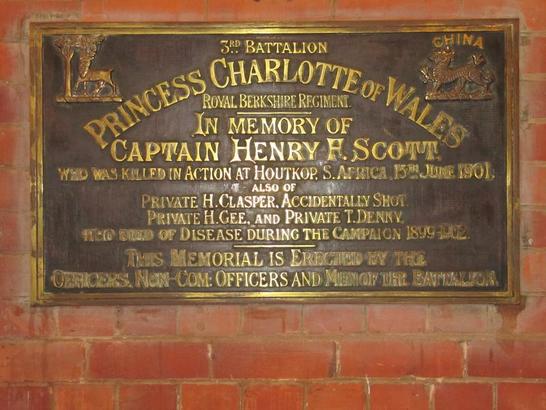 3RD BATTALION
CHINA
PRINCESS CHARLOTTE OF WALES'
ROYAL BERKSHIRE REGIMENT.
IN MEMORY OF
CAPTAIN HENRY F. SCOTT.
WHO WAS KILLED IN ACTION AT HOUTKOP, S. AFRICA, 15TH JUNE 1901.
ALSO OF
PRIVATE H. CLASPER, ACCIDENTALLY SHOT.
PRIVATE H. GEE, AND PRIVATE T. DENNY,
WHO DIED OF DISEASE DURING THE CAMPAIGN 1899-1902.
THIS MEMORIAL IS ERECTED BY THE
OFFICERS, NON-COM: OFFICERS AND MEN OF THE BATTALION.